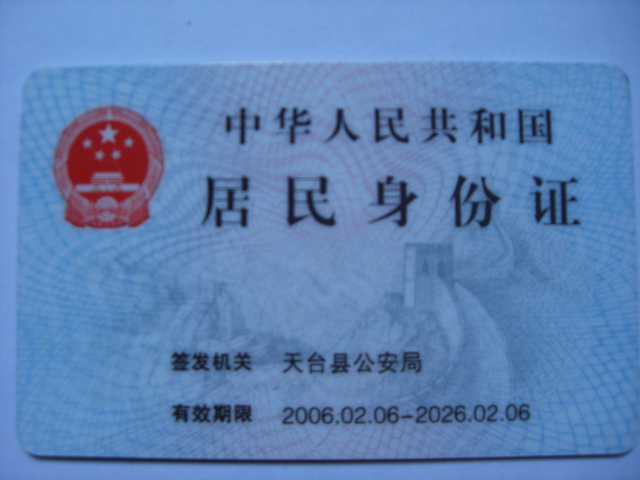 中华人民共和国
居民身份证
签发机关 天台县公安局
有效期限 2006.02.06-2026.02.06